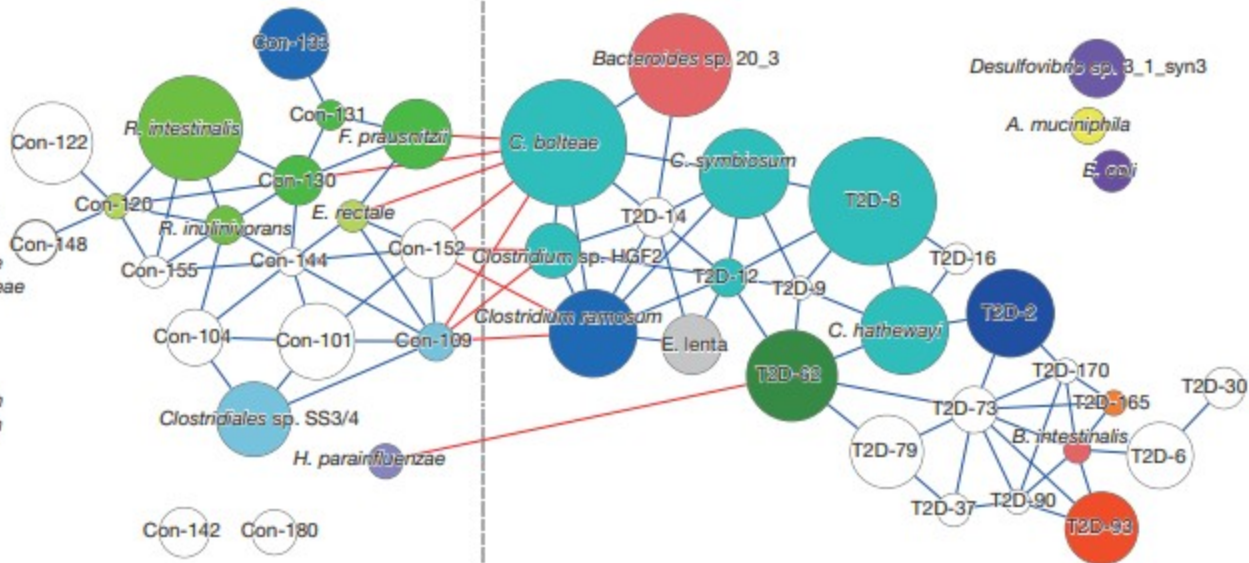 Con-133
Bacteroides sp. 20_3
Desulfovibrio sp. 3_1_syn3
Con-131
R. intestinalis
F. prausnitzii
A. muciniphila
Con-122
C. bolteae
C. symbiosum
E. coli
Con-130
Con-120
E. rectale
T2D-8
R. inulinivorans
T2D-14
Con-148
Con-152
Clostridium sp. HGF2
T2D-16
Con-155
Con-144
T2D-12
T2D-9
eae
Clostridium ramosum
T2D-2
Con-104
Con-101
Con-109
E. lenta
C. hathewayi
T2D-62
T2D-170
T2D-30
T2D-165
Clostridiales sp. SS3/4
T2D-73
B. intestinalis
H. parainfluenzae
T2D-79
T2D-6
T2D-37
T2D-90
Con-142
Con-180
T2D-93